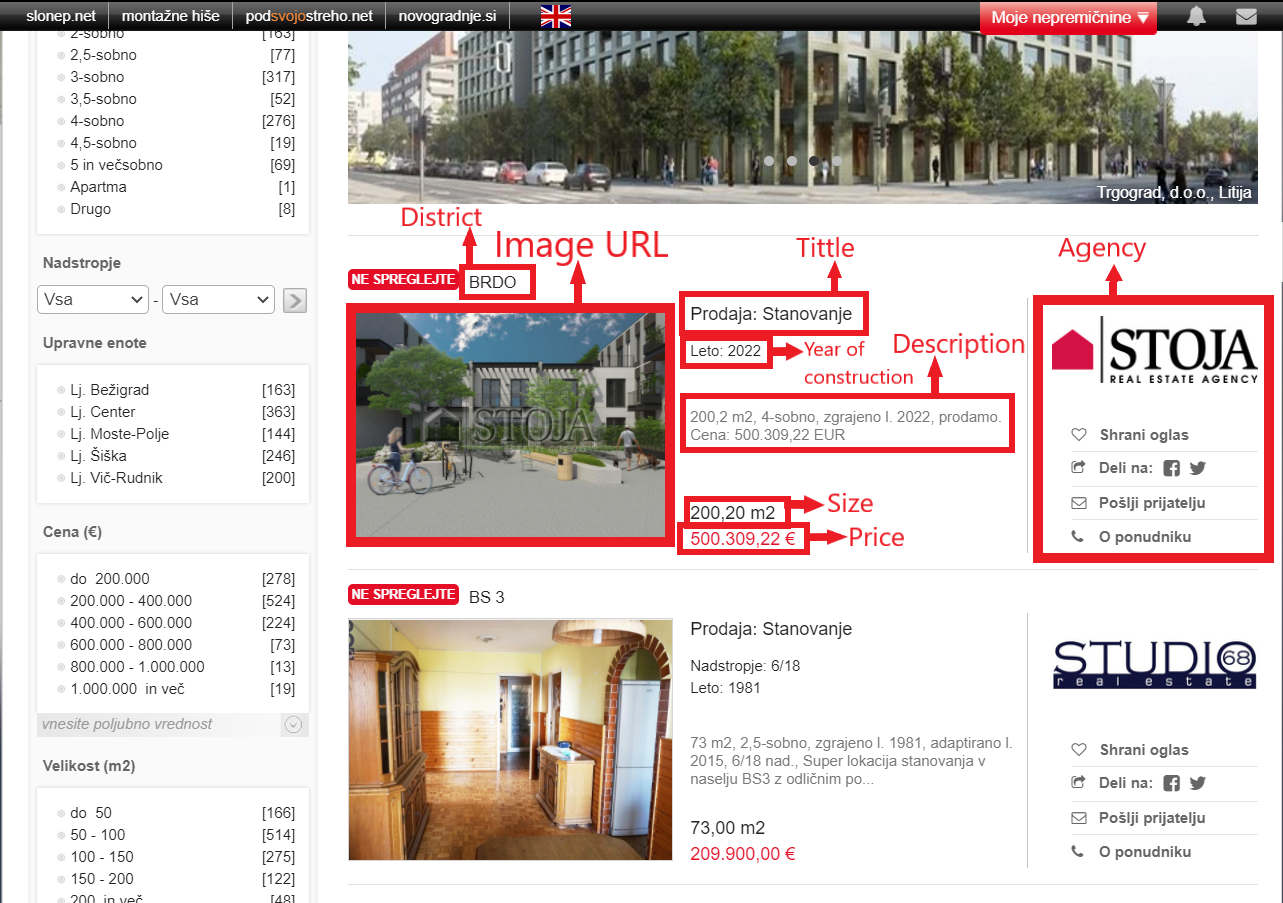 slonep.net montažne hiše podsvojostreho.net novogradnje.si Moje nepremičnine
2-sobno [163]
2,5-sobno [77]
3-sobno [317]
3,5-sobno [52]
4-sobno [276]
4,5-sobno [19]
5 in večsobno [69]
Apartma [1]
Drugo [8]
Nadstropje
Vsa - Vsa
Upravne enote
Lj. Bežigrad [163]
Lj. Center [363]
Lj. Moste-Polje [144]
Lj. Šiška [246]
Lj. Vič-Rudnik [200]
Cena (€)
do 200.000 [278]
200.000 - 400.000 [524]
400.000 - 600.000 [224]
600.000 - 800.000 [73]
800.000 - 1.000.000 [13]
1.000.000 in več [19]
vnesite poljubno vrednost
Velikost (m2)
do 50 [166]
50 - 100 [514]
100 - 150 [275]
150 - 200 [122]
200 in več [48]
Trgograd, d.o.o., Litija
District
Image URL
Tittle
Agency
NE SPREGLEJTE BRDO
STOJA
Prodaja: Stanovanje
Leto: 2022
Year of
construction
Description
200,2 m2, 4-sobno, zgrajeno l. 2022, prodamo.
Cena: 500.309,22 EUR
200,20 m2
Size
500.309,22 €
Price
STOJA
REAL ESTATE AGENCY
Shrani oglas
Deli na:
Pošlji prijatelju
O ponudniku
NE SPREGLEJTE BS 3
Prodaja: Stanovanje
Nadstropje: 6/18
Leto: 1981
73 m2, 2,5-sobno, zgrajeno l. 1981, adaptirano l.
2015, 6/18 nad., Super lokacija stanovanja v
naselju BS3 z odličnim po...
73,00 m2
209.900,00 €
STUDIO 68
real estate
Shrani oglas
Deli na:
Pošlji prijatelju
O ponudniku